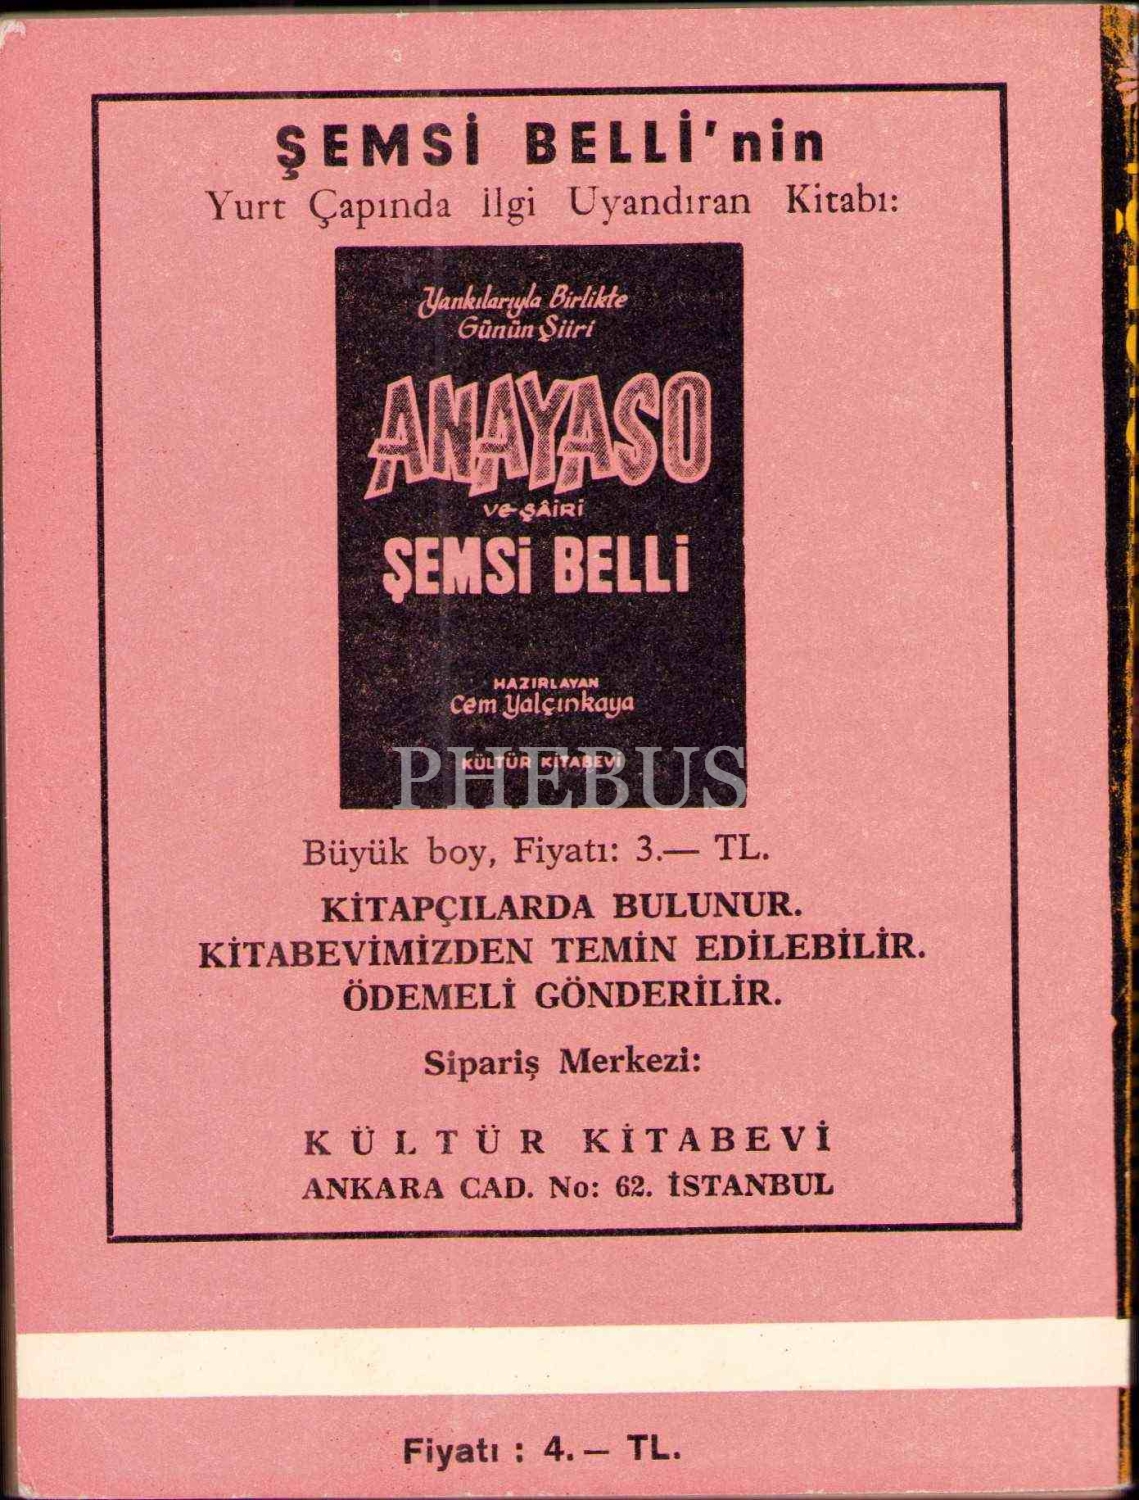 ŞEMSİ BELLİ'nin
Yurt Çapında İlgi Uyandıran Kitabı:
Yankılarıyla Birlikte
Günün Şiiri
ANAYASO
ve ŞÂİRİ
ŞEMSİ BELLİ
HAZIRLAYAN
Cem Yalçınkaya
KÜLTÜR KİTABEVİ
PHEBUS
Büyük boy, Fiyatı: 3.— TL.
KİTAPÇILARDA BULUNUR.
KİTABEVİMİZDEN TEMİN EDİLEBİLİR.
ÖDEMELİ GÖNDERİLİR.
Sipariş Merkezi:
KÜLTÜR KİTABEVİ
ANKARA CAD. No: 62. İSTANBUL
Fiyatı : 4.— TL.